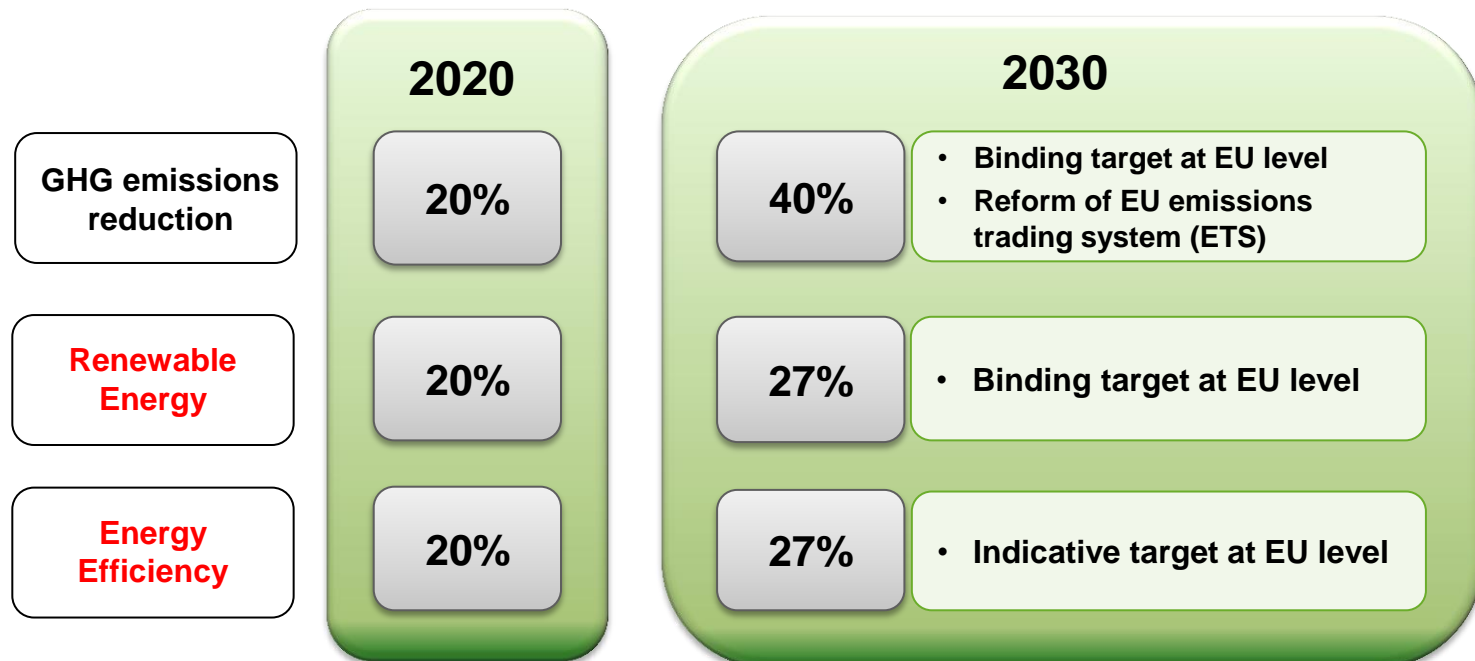 2020
2030
GHG emissions
reduction
20%
40%
• Binding target at EU level
• Reform of EU emissions
trading system (ETS)
Renewable
Energy
20%
27%
• Binding target at EU level
Energy
Efficiency
20%
27%
• Indicative target at EU level